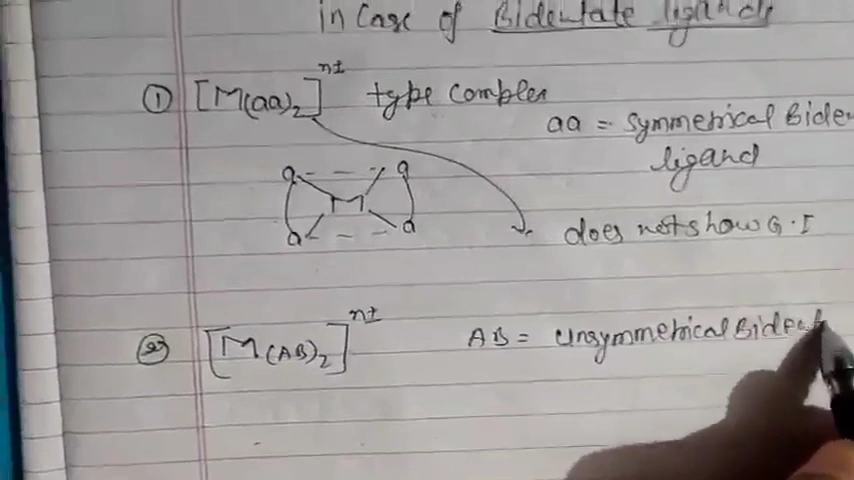 in Case of Bidentate ligands
① [M(aa)₂]ⁿ± type complex
aa = symmetrical Biden
ligand
a a
M
a a
does not show G.I
② [M(AB)₂]ⁿ±
AB = Unsymmetrical Bident